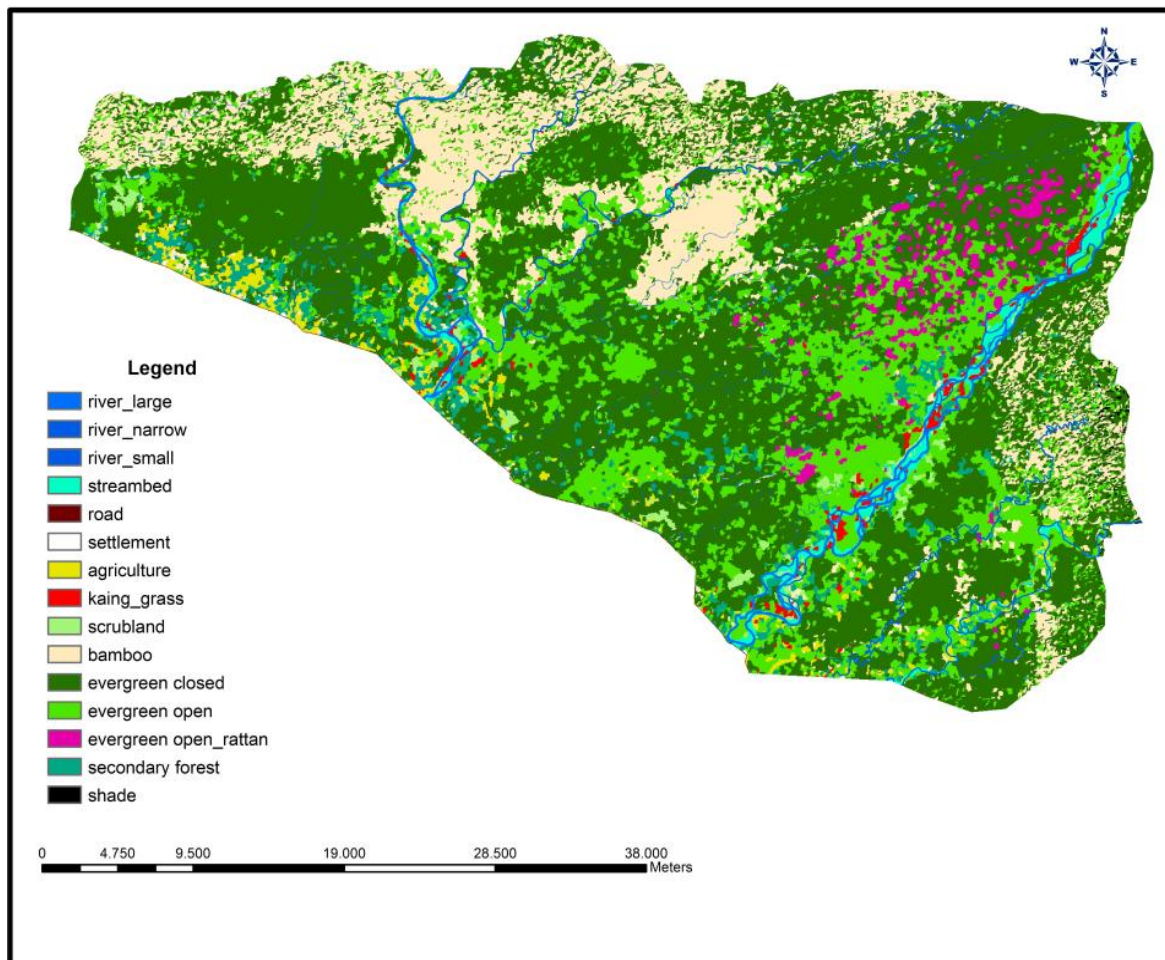 N
W E
S
Legend
river_large
river_narrow
river_small
streambed
road
settlement
agriculture
kaing_grass
scrubland
bamboo
evergreen closed
evergreen open
evergreen open_rattan
secondary forest
shade
0 4.750 9.500 19.000 28.500 38.000
Meters